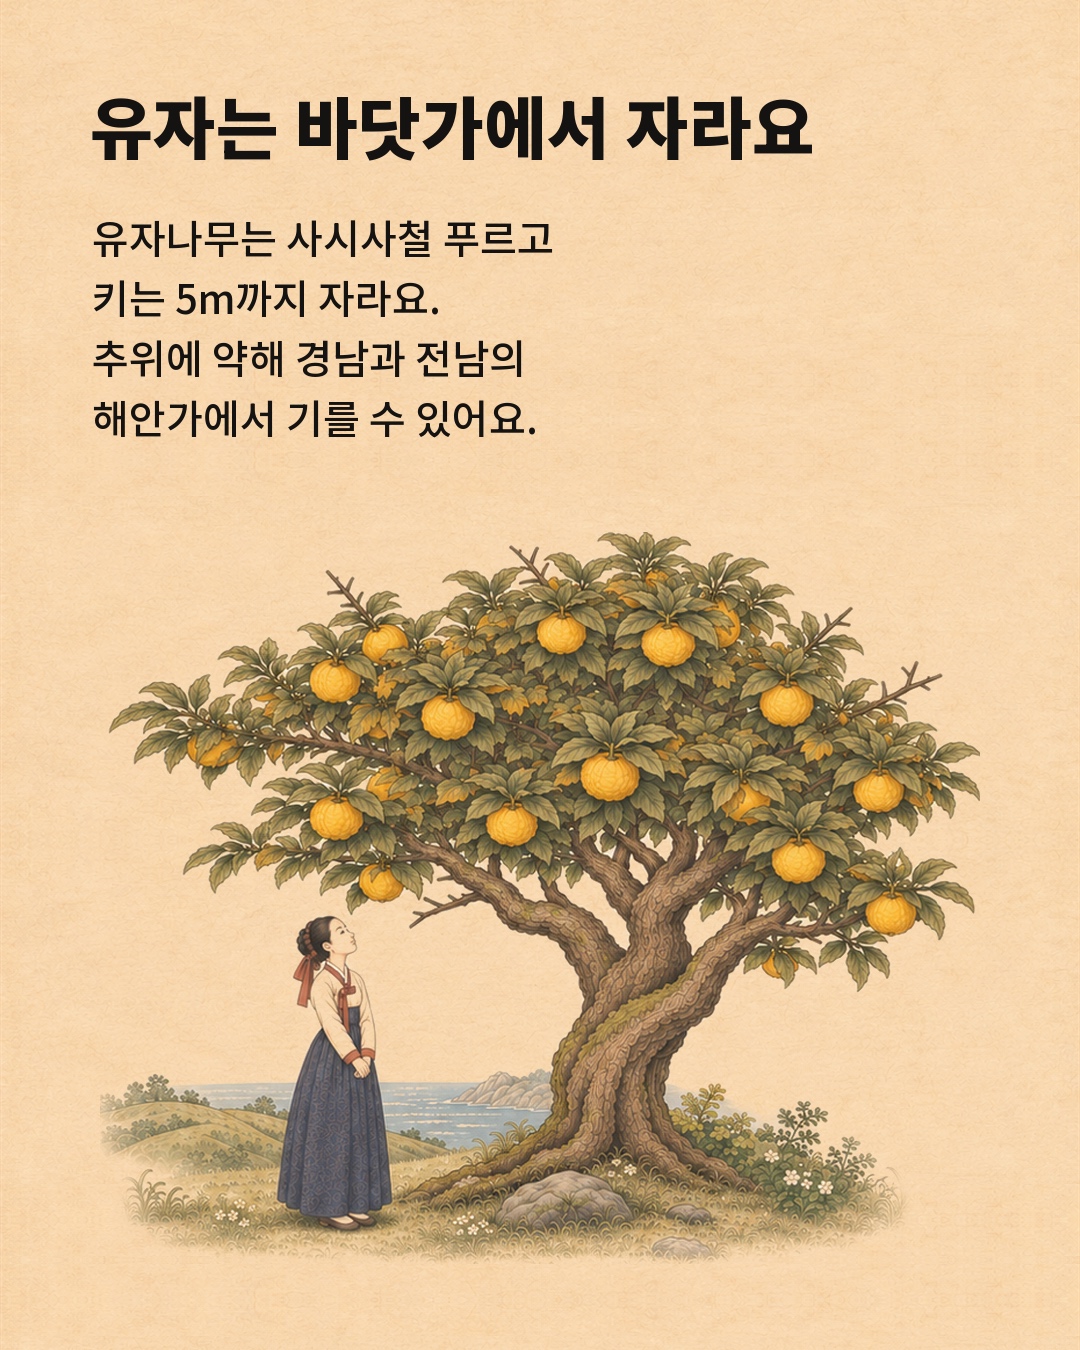 유자는 바닷가에서 자라요
유자나무는 사시사철 푸르고
키는 5m까지 자라요.
추위에 약해 경남과 전남의
해안가에서 기를 수 있어요.